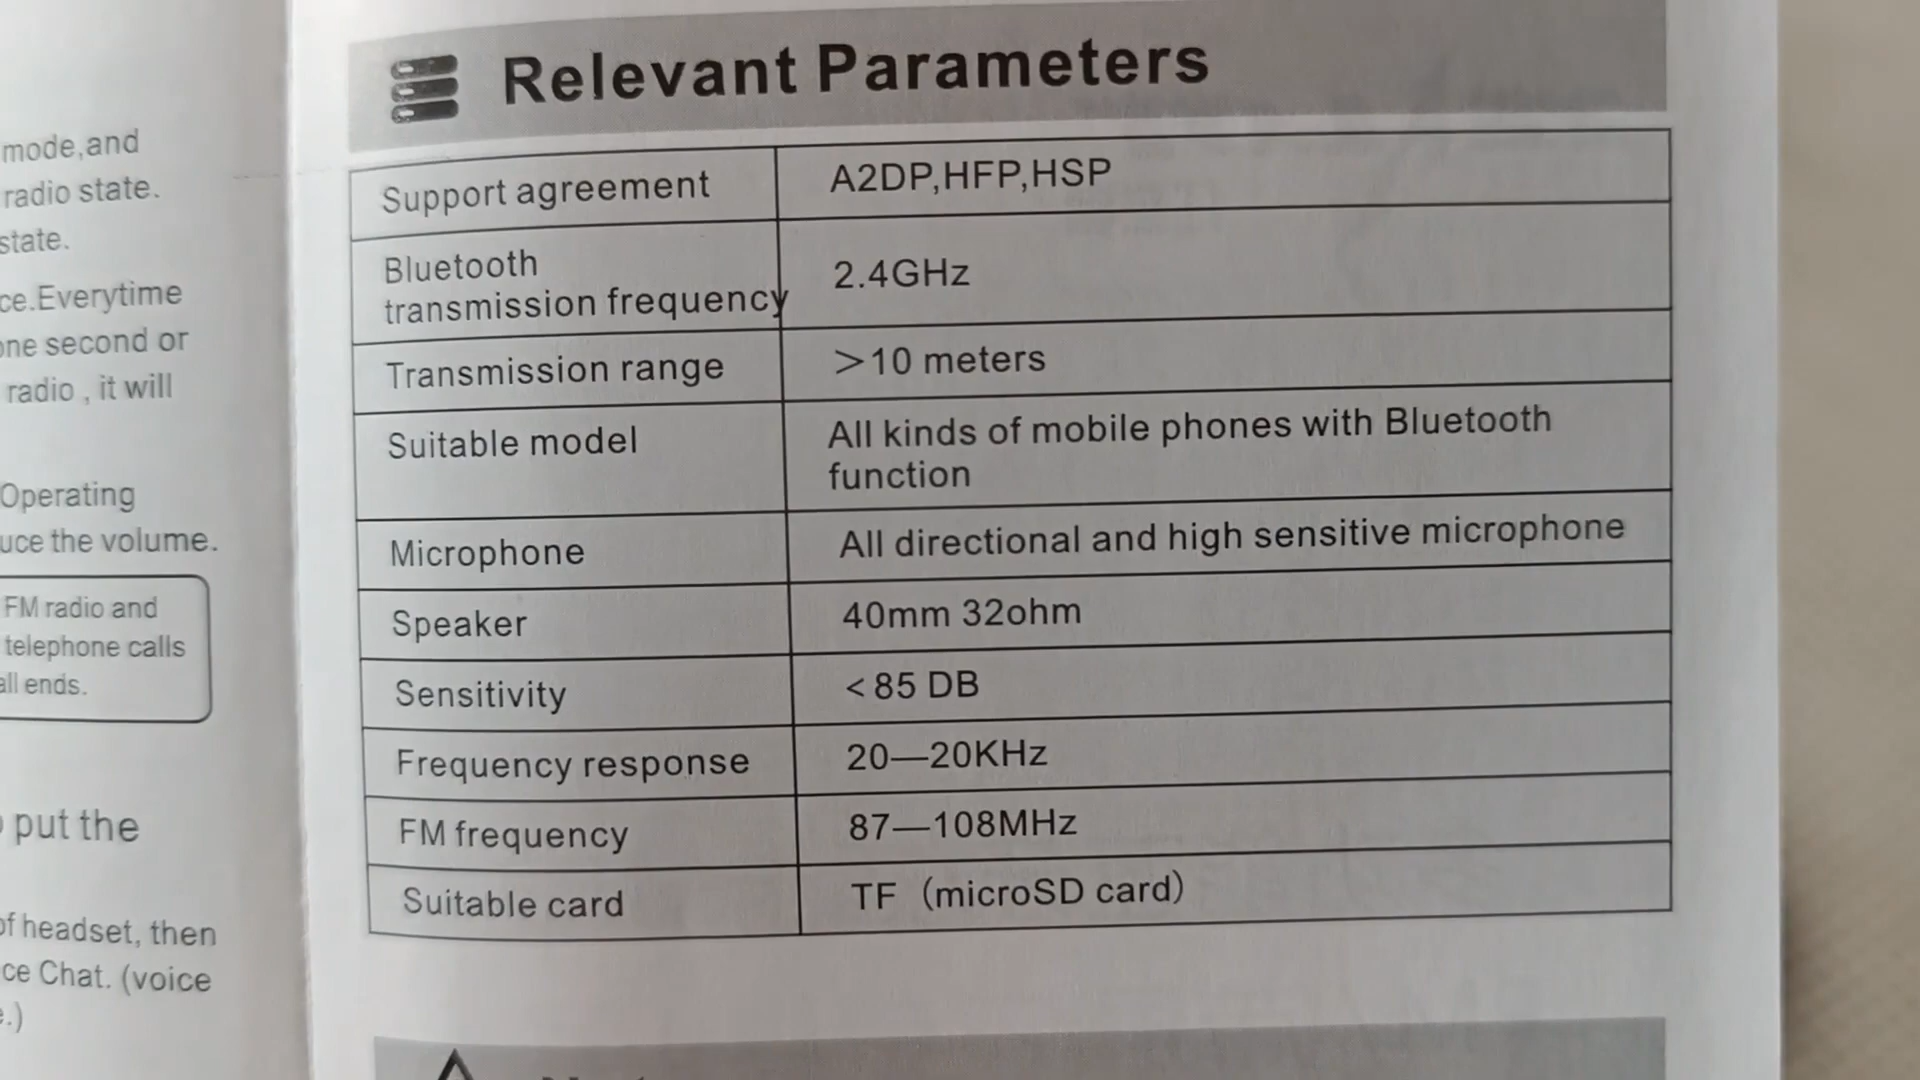 mode,and
radio state.
state.
ce.Everytime
one second or
radio , it will
Operating
uce the volume.
FM radio and
telephone calls
all ends.
put the
of headset, then
ce Chat. (voice
e.)
Relevant Parameters
Support agreement A2DP,HFP,HSP
Bluetooth
transmission frequency 2.4GHz
Transmission range >10 meters
Suitable model All kinds of mobile phones with Bluetooth
function
Microphone All directional and high sensitive microphone
Speaker 40mm 32ohm
Sensitivity <85 DB
Frequency response 20—20KHz
FM frequency 87—108MHz
Suitable card TF（microSD card）